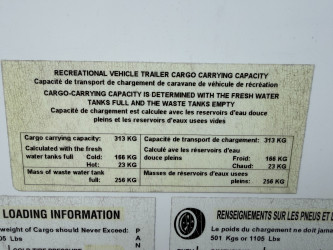 RECREATIONAL VEHICLE TRAILER CARGO CARRYING CAPACITY
Capacité de transport de chargement de caravane de véhicule de récréation
CARGO-CARRYING CAPACITY IS DETERMINED WITH THE FRESH WATER
TANKS FULL AND THE WASTE TANKS EMPTY
Capacité de chargement est calculée avec les reservoirs d'eau douce
pleins et les reservoirs d'eaux usees vides
Cargo carrying capacity: 313 KG
Calculated with the fresh
water tanks full Cold: 166 KG
Hot: 23 KG
Mass of waste water tanks
full: 256 KG
Capacité de transport de chargement: 313 KG
Calculé avec les réservoirs d'eau
douce pleins Froid: 166 KG
Chaud: 23 KG
Masses de réservoirs d'eaux usées
pleins: 256 KG
LOADING INFORMATION
weight of Cargo should Never Exceed:
05 Lbs
P
A
N
RENSEIGNEMENTS SUR LES PNEUS ET
Le poids du chargement ne doit jamais
501 Kgs or 1105 Lbs